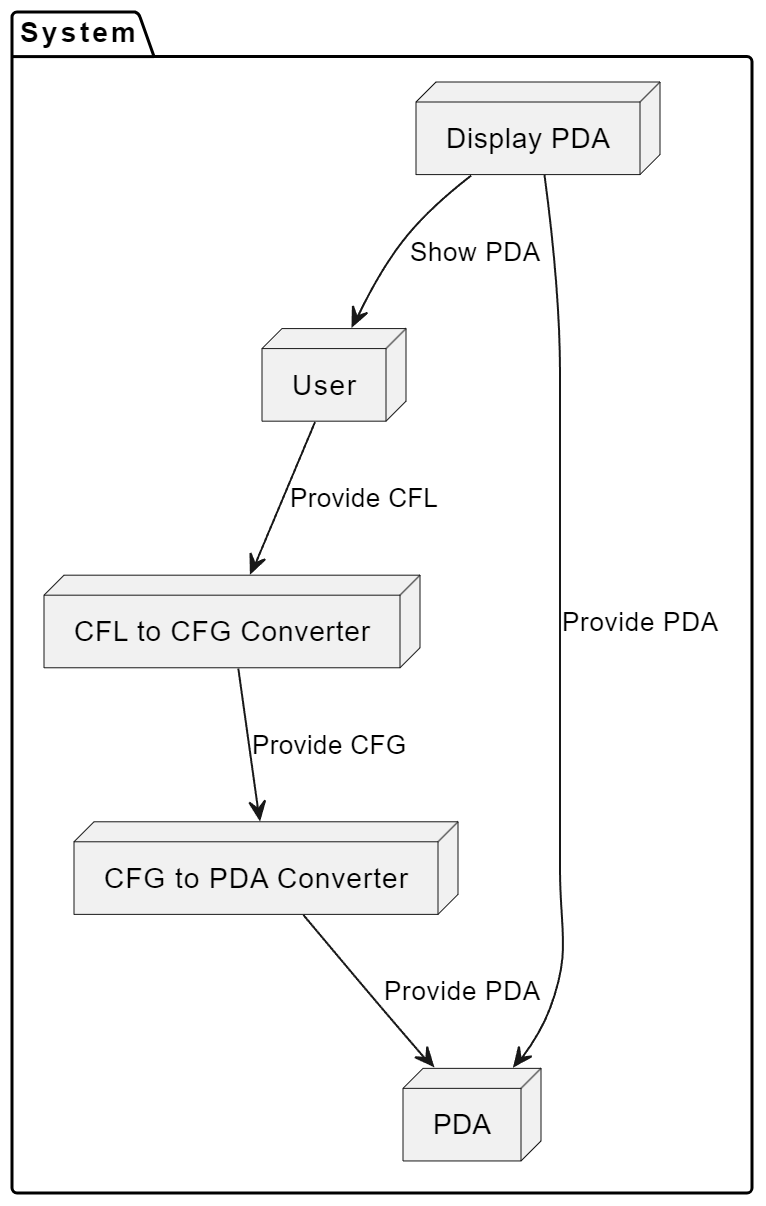 System
Display PDA
Show PDA
User
Provide CFL
CFL to CFG Converter
Provide PDA
Provide CFG
CFG to PDA Converter
Provide PDA
PDA